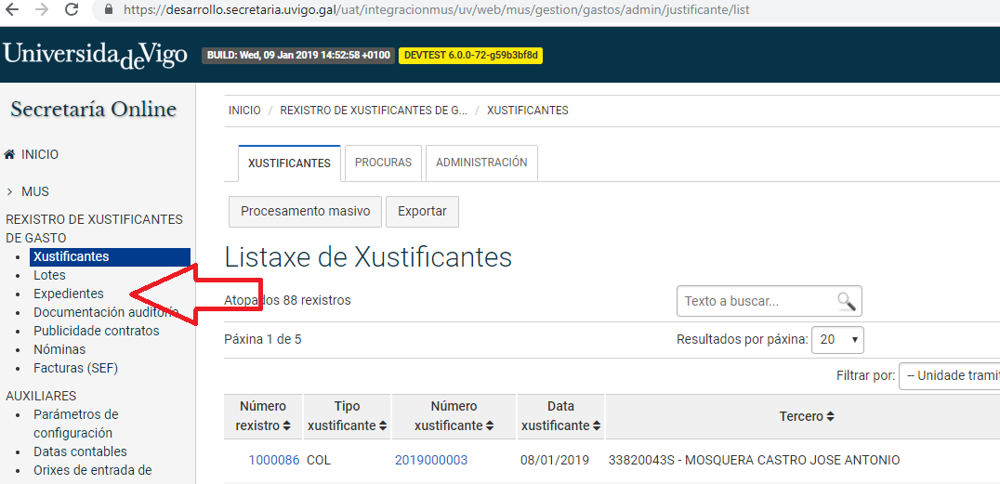 https://desarrollo.secretaria.uvigo.gal/uat/integracionmus/uv/web/mus/gestion/gastos/admin/justificante/list
UniversidadeVigo
BUILD: Wed, 09 Jan 2019 14:52:58 +0100
DEVTEST 6.0.0-72-g59b3bf8d
Secretaría Online
INICIO
MUS
REXISTRO DE XUSTIFICANTES
DE GASTO
Xustificantes
Lotes
Expedientes
Documentación auditoría
Publicidade contratos
Nóminas
Facturas (SEF)
AUXILIARES
Parámetros de
configuración
Datas contables
Orixes de entrada de
INICIO / REXISTRO DE XUSTIFICANTES DE G... / XUSTIFICANTES
XUSTIFICANTES
PROCURAS
ADMINISTRACIÓN
Procesamento masivo
Exportar
Listaxe de Xustificantes
Atopados 88 rexistros
Texto a buscar...
Páxina 1 de 5
Resultados por páxina: 20
Filtrar por: -- Unidade tramit
Número
rexistro
Tipo
xustificante
Número
xustificante
Data
xustificante
Tercero
1000086 COL 2019000003 08/01/2019 33820043S - MOSQUERA CASTRO JOSE ANTONIO